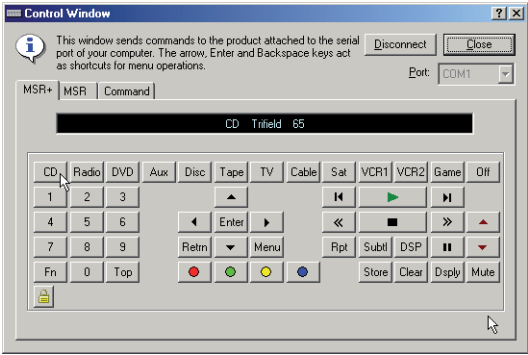 Control Window
This window sends commands to the product attached to the serial
port of your computer. The arrow, Enter and Backspace keys act
as shortcuts for menu operations.
Disconnect
Close
Port:
COM1
MSR+ MSR Command
CD Trifield 65
CD Radio DVD Aux Disc Tape TV Cable Sat VCR1 VCR2 Game Off
1 2 3
4 5 6 Enter
7 8 9 Retrn Menu Rpt Subtl DSP
Fn 0 Top Store Clear Dsply Mute